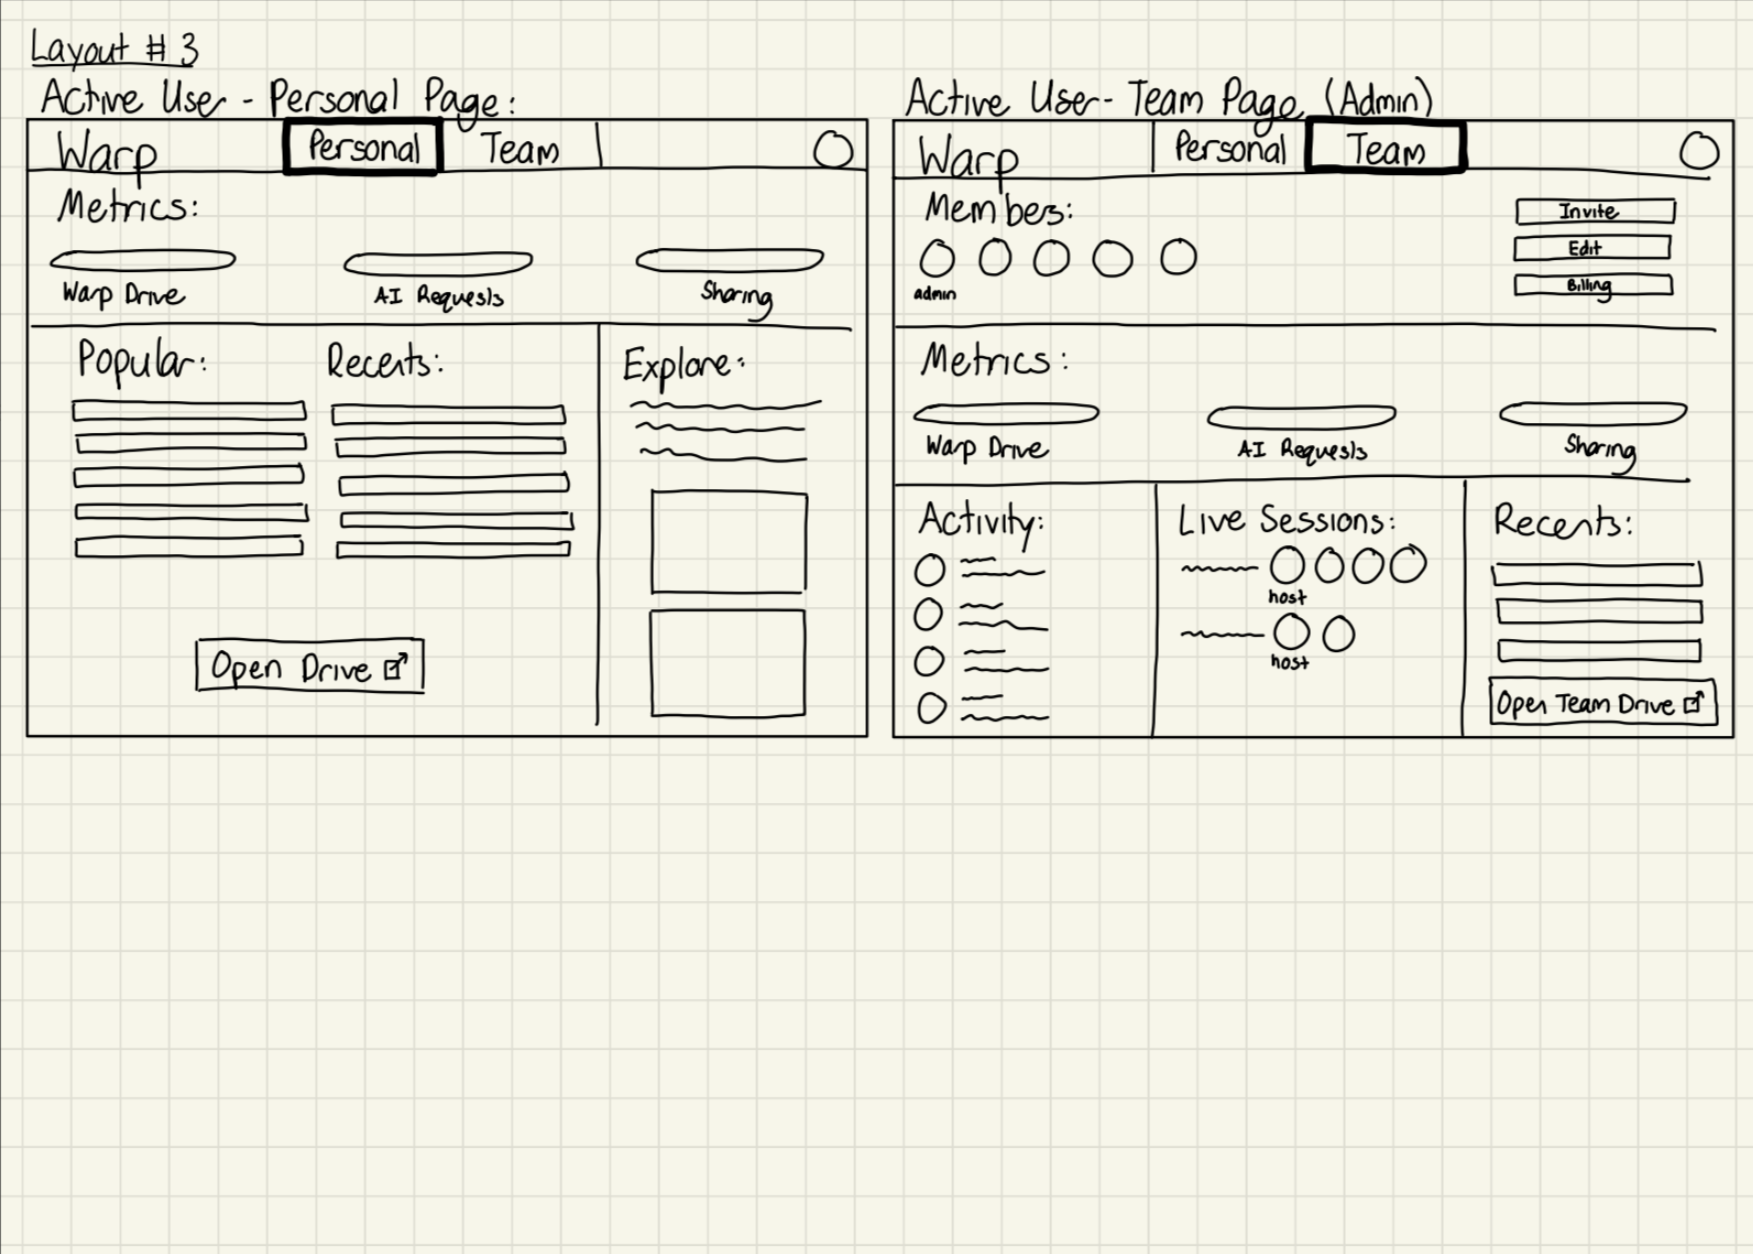 Layout # 3
Active User - Personal Page:
Warp Personal Team
Metrics:
Warp Drive AI Requests Sharing
Popular: Recents: Explore:
Open Drive
Active User - Team Page (Admin)
Warp Personal Team
Members:
admin
Invite
Edit
Billing
Metrics:
Warp Drive AI Requests Sharing
Activity: Live Sessions: Recents:
host
host
Open Team Drive